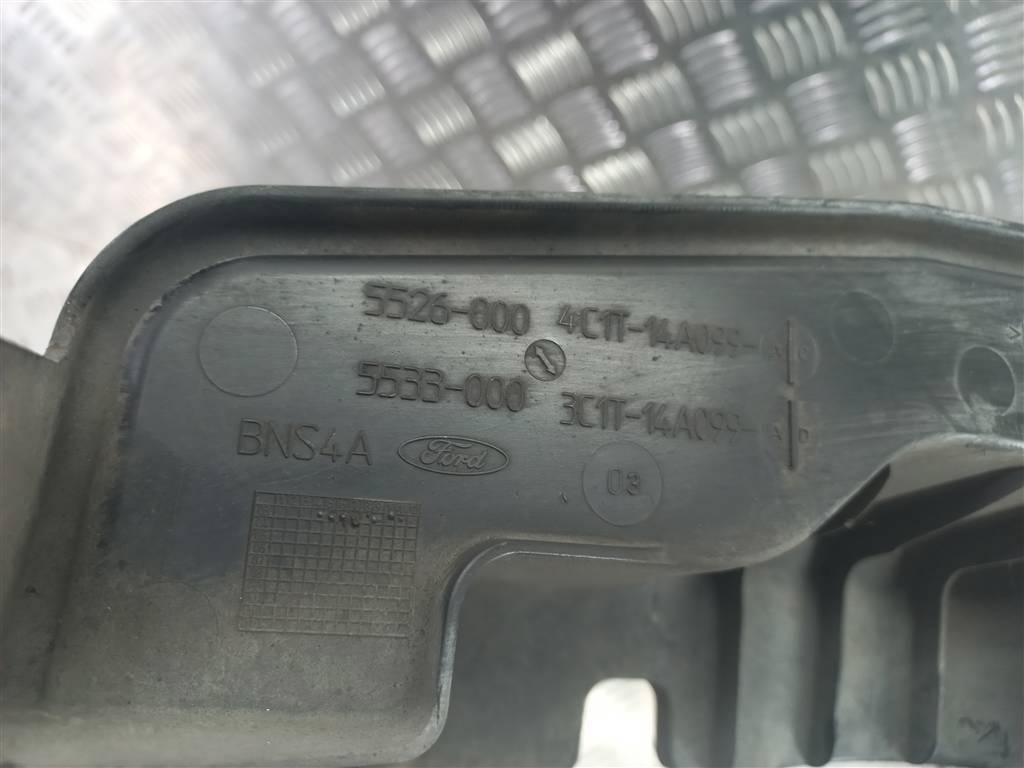 5526-000 4C1T-14A099-A C
5533-000 3C1T-14A099-A D
BNS4A Ford
03